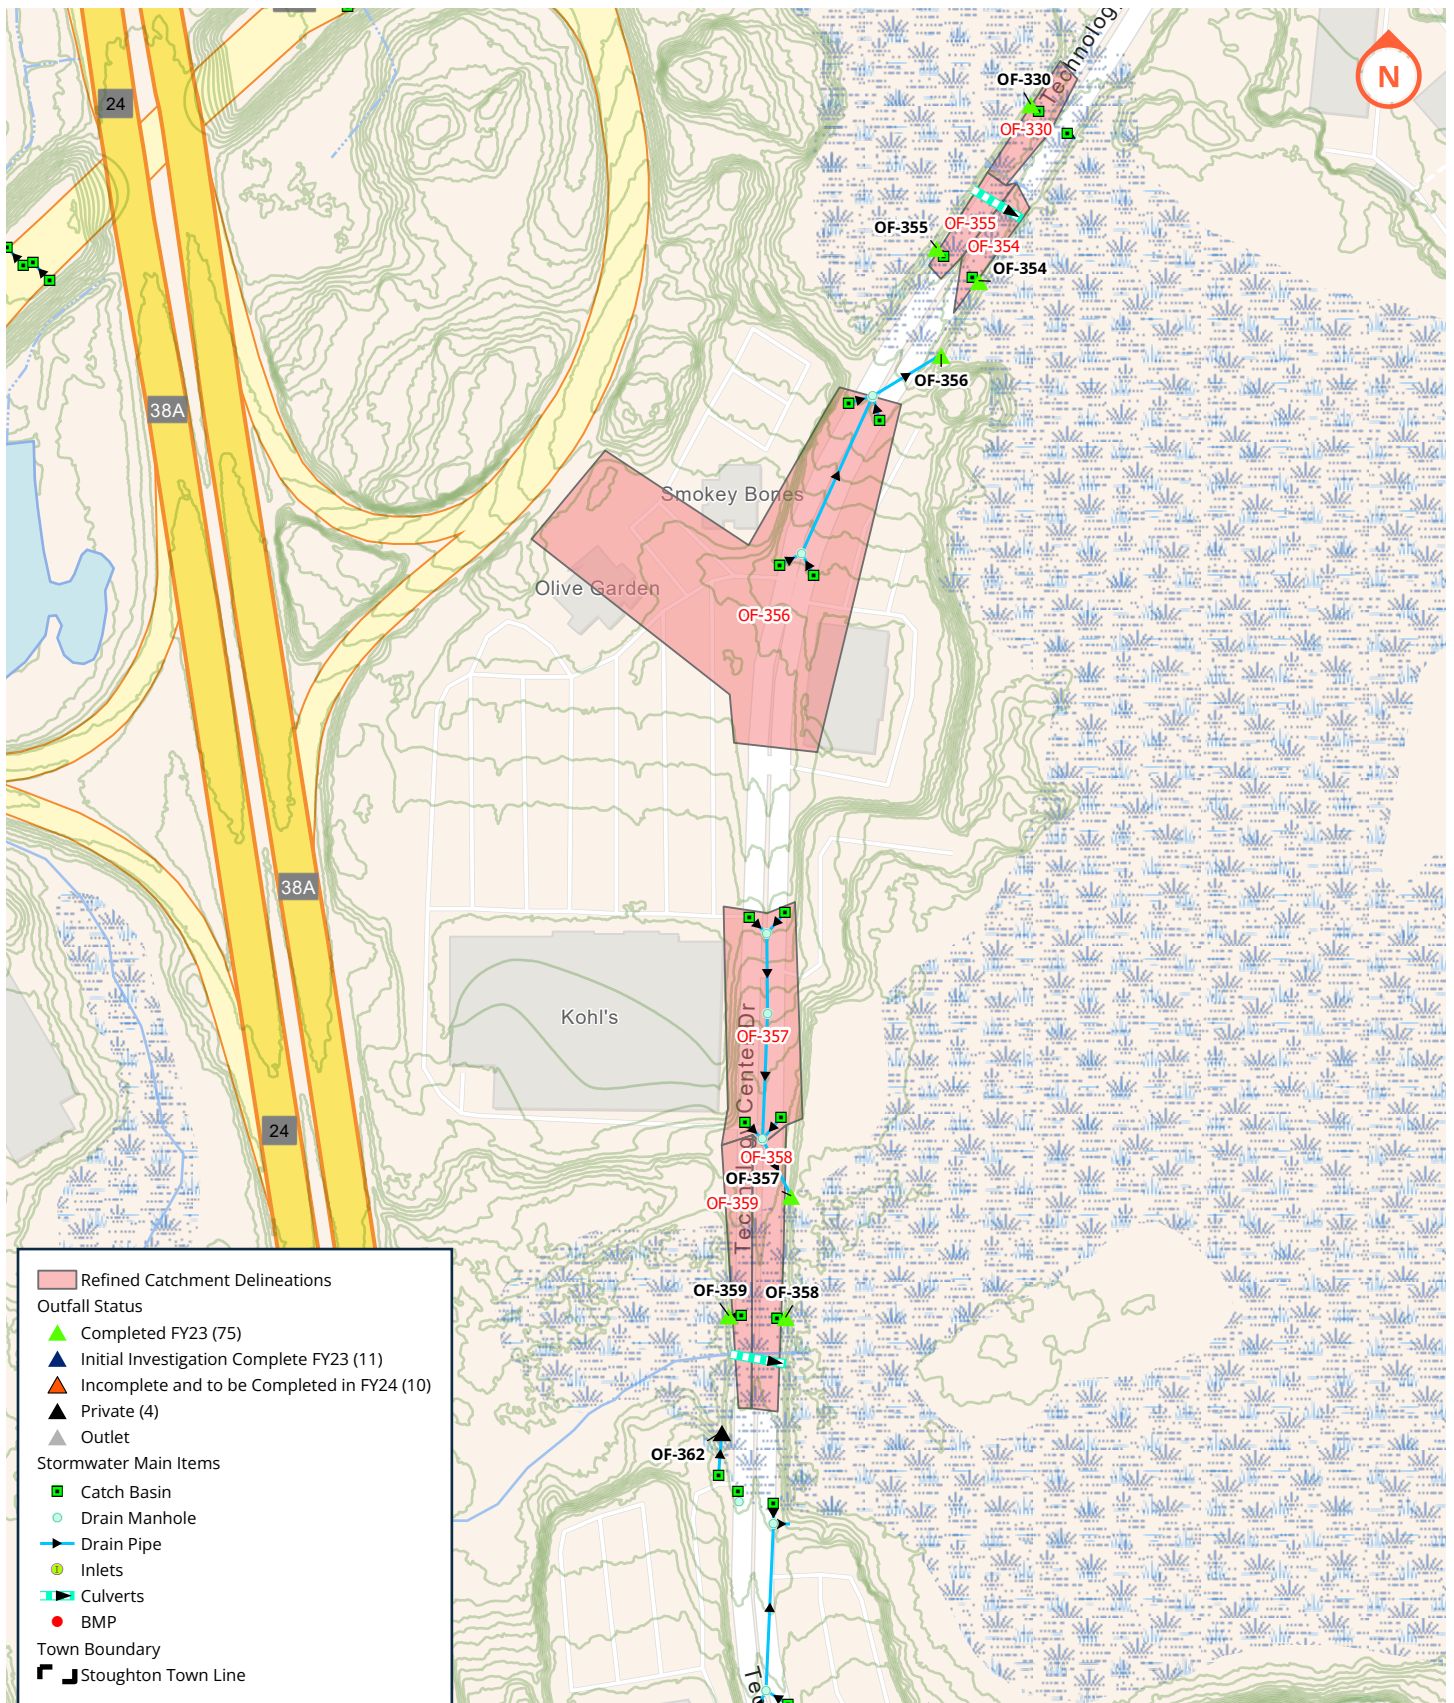 Technology
N
OF-330
OF-330
24
OF-355
OF-355
OF-354
OF-354
OF-356
38A
Smokey Bones
Olive Garden
OF-356
38A
Kohl's
OF-357
Technology Center Dr
24
OF-358
OF-357
OF-359
OF-359
OF-358
OF-362
Refined Catchment Delineations
Outfall Status
Completed FY23 (75)
Initial Investigation Complete FY23 (11)
Incomplete and to be Completed in FY24 (10)
Private (4)
Outlet
Stormwater Main Items
Catch Basin
Drain Manhole
Drain Pipe
Inlets
Culverts
BMP
Town Boundary
Stoughton Town Line